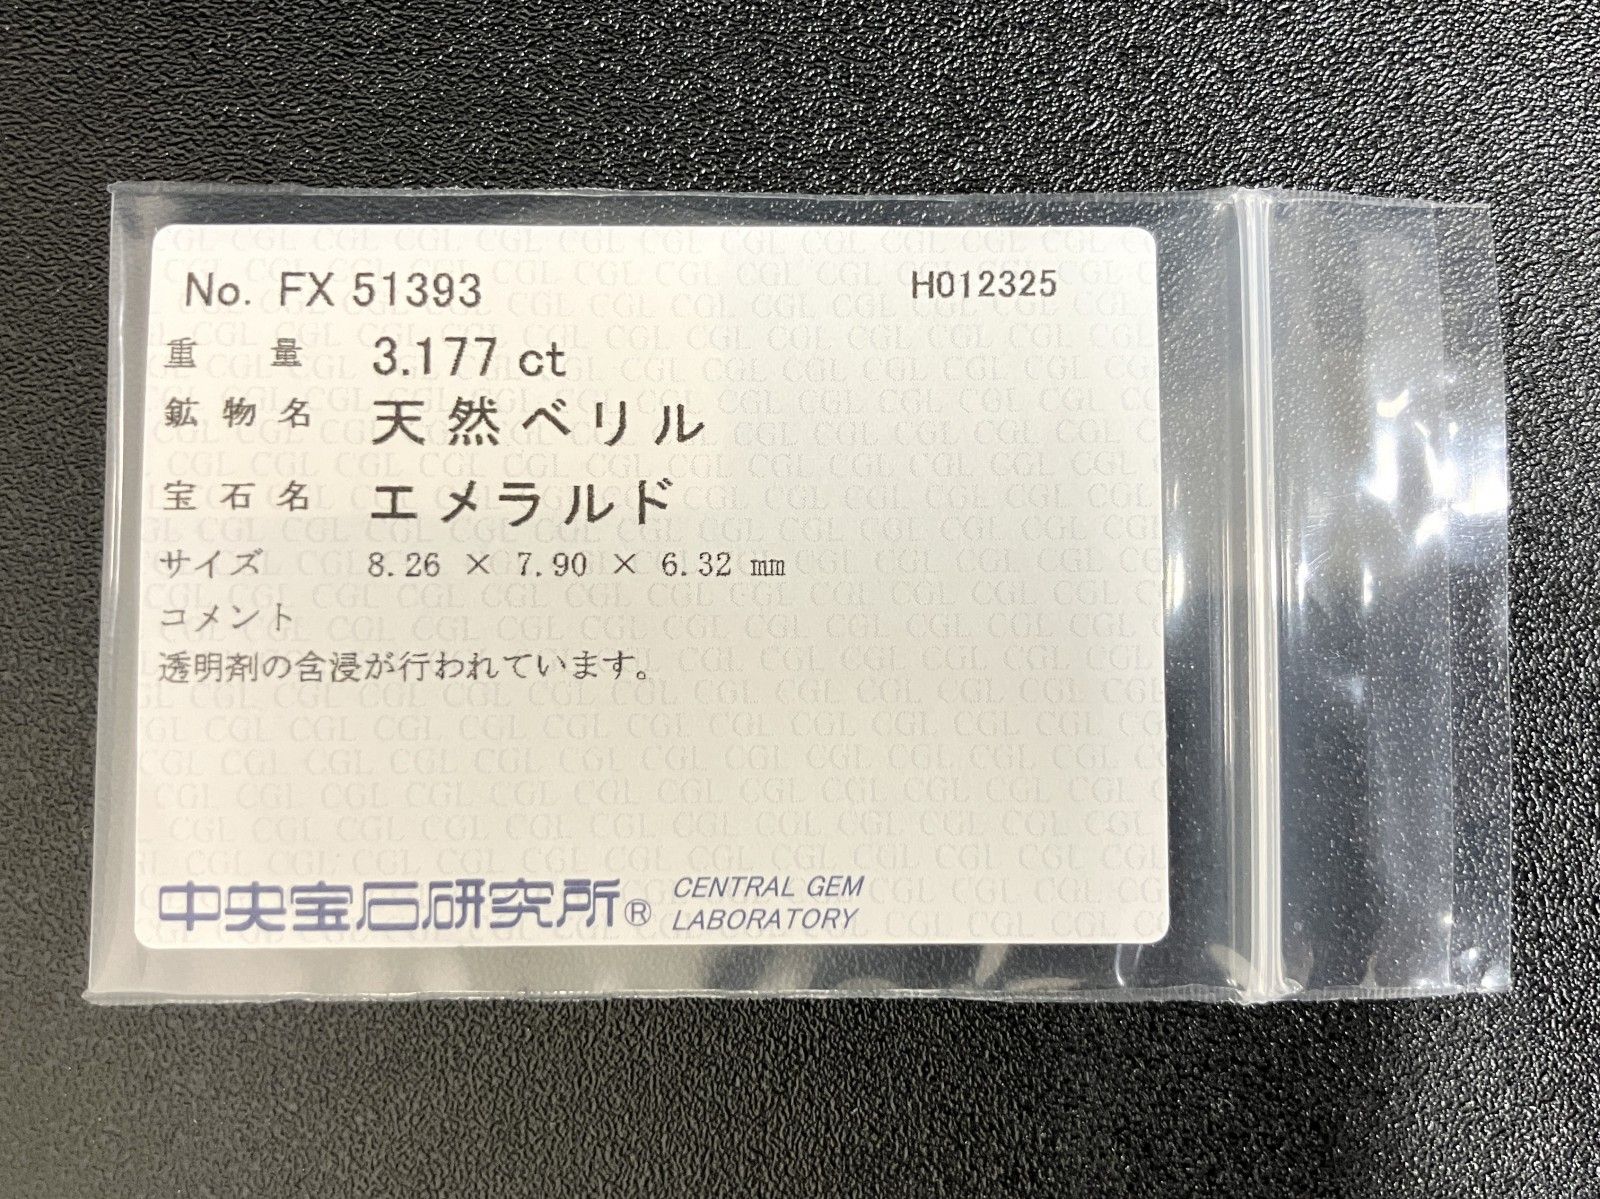 No. FX 51393 H012325
重量 3.177 ct
鉱物名 天然ベリル
宝石名 エメラルド
サイズ 8.26 × 7.90 × 6.32 mm
コメント
透明剤の含浸が行われています。
中央宝石研究所® CENTRAL GEM
LABORATORY